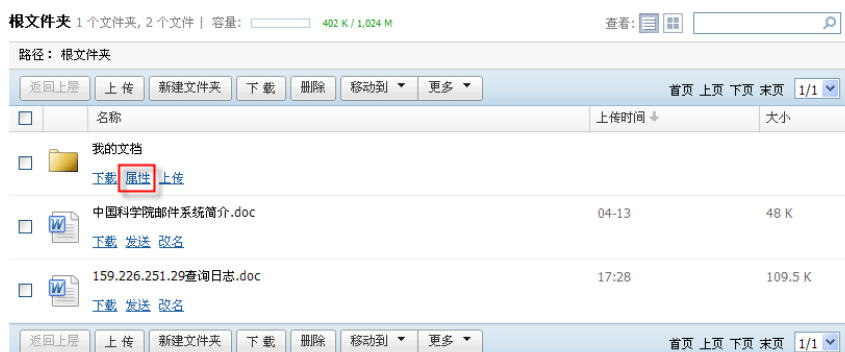 根文件夹 1 个文件夹, 2 个文件 | 容量: 402 K / 1,024 M 查看:
路径： 根文件夹
返回上层 上 传 新建文件夹 下 载 删除 移动到 更多 首页 上页 下页 末页 1/1
名称 上传时间 大小
我的文档
下载 属性 上传
中国科学院邮件系统简介.doc 04-13 48 K
下载 发送 改名
159.226.251.29查询日志.doc 17:28 109.5 K
下载 发送 改名
返回上层 上 传 新建文件夹 下 载 删除 移动到 更多 首页 上页 下页 末页 1/1